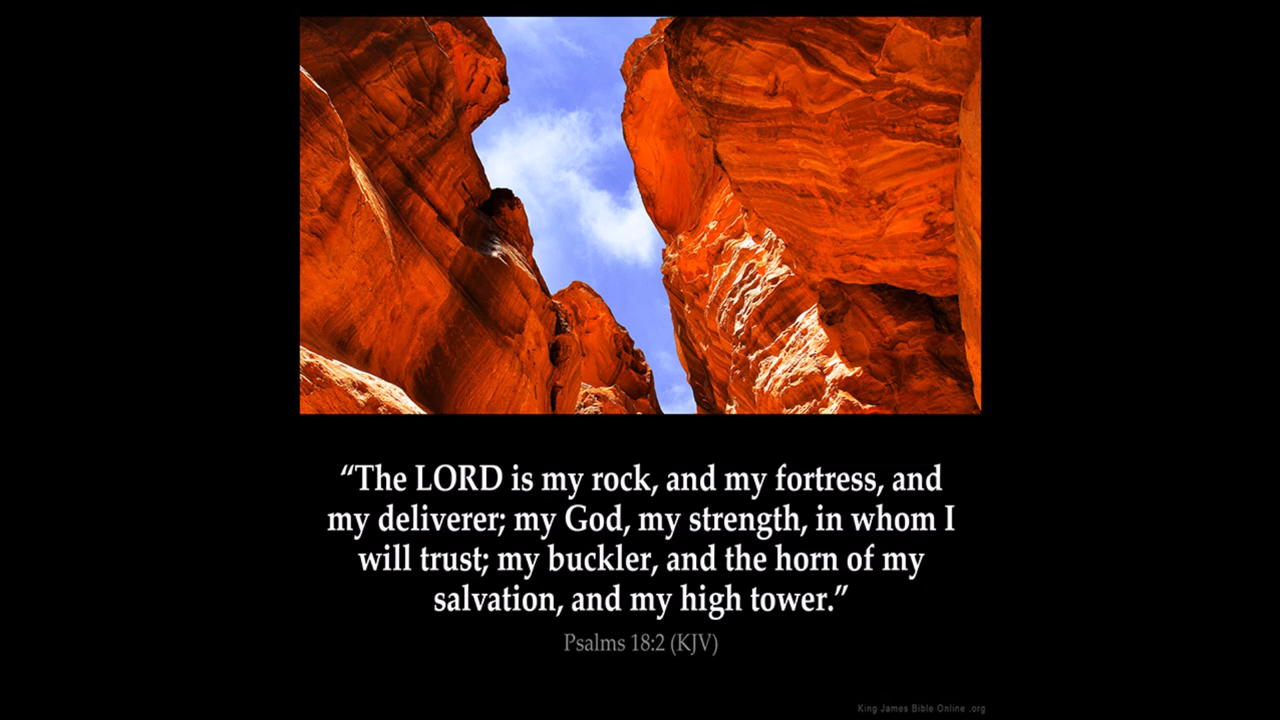 “The LORD is my rock, and my fortress, and
my deliverer; my God, my strength, in whom I
will trust; my buckler, and the horn of my
salvation, and my high tower.”
Psalms 18:2 (KJV)
King James Bible Online .org